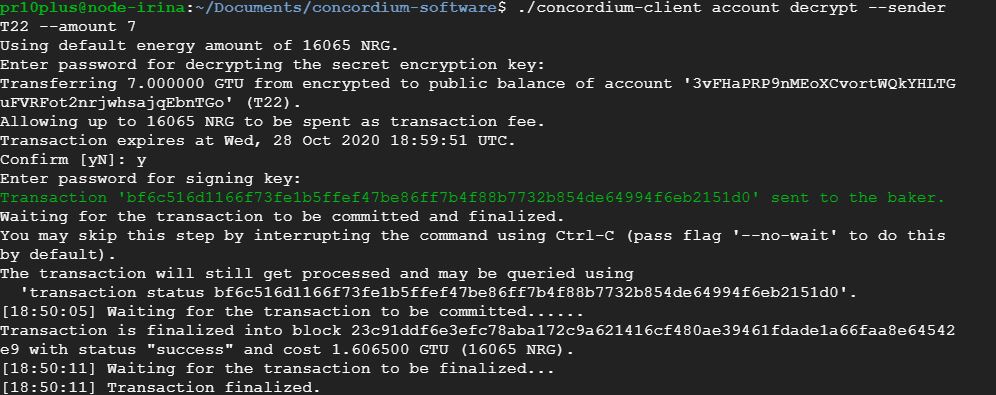 pr10plus@node-irina:~/Documents/concordium-software$ ./concordium-client account decrypt --sender
T22 --amount 7
Using default energy amount of 16065 NRG.
Enter password for decrypting the secret encryption key:
Transferring 7.000000 GTU from encrypted to public balance of account '3vFHaPRP9nMEoXCvortWQkYHLTG
uFVRFot2nrjwhsajqEbnTGo' (T22).
Allowing up to 16065 NRG to be spent as transaction fee.
Transaction expires at Wed, 28 Oct 2020 18:59:51 UTC.
Confirm [yN]: y
Enter password for signing key:
Transaction 'bf6c516d1166f73fe1b5ffef47be86ff7b4f88b7732b854de64994f6eb2151d0' sent to the baker.
Waiting for the transaction to be committed and finalized.
You may skip this step by interrupting the command using Ctrl-C (pass flag '--no-wait' to do this
by default).
The transaction will still get processed and may be queried using
  'transaction status bf6c516d1166f73fe1b5ffef47be86ff7b4f88b7732b854de64994f6eb2151d0'.
[18:50:05] Waiting for the transaction to be committed......
Transaction is finalized into block 23c91ddf6e3efc78aba172c9a621416cf480ae39461fdade1a66faa8e64542
e9 with status "success" and cost 1.606500 GTU (16065 NRG).
[18:50:11] Waiting for the transaction to be finalized...
[18:50:11] Transaction finalized.